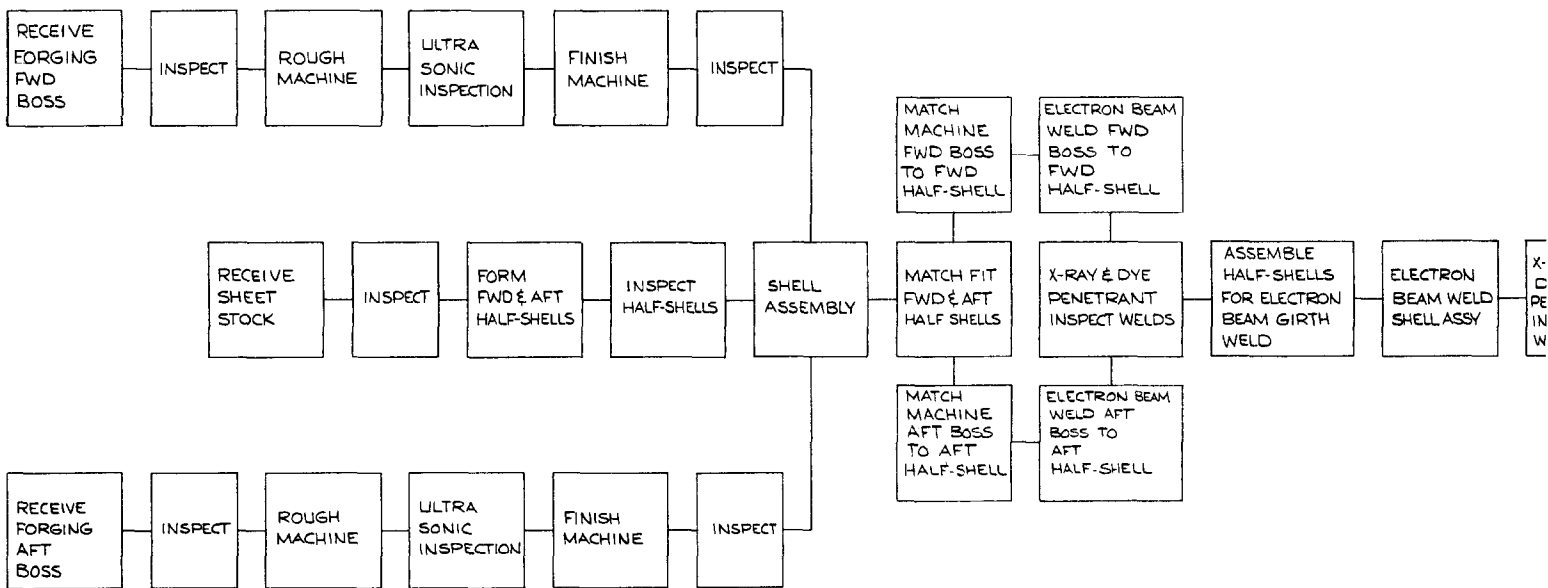 RECEIVE
FORGING
FWD
BOSS
INSPECT
ROUGH
MACHINE
ULTRA
SONIC
INSPECTION
FINISH
MACHINE
INSPECT
MATCH
MACHINE
FWD BOSS
TO FWD
HALF-SHELL
ELECTRON BEAM
WELD FWD
BOSS TO
FWD
HALF-SHELL
RECEIVE
SHEET
STOCK
INSPECT
FORM
FWD & AFT
HALF-SHELLS
INSPECT
HALF-SHELLS
SHELL
ASSEMBLY
MATCH FIT
FWD & AFT
HALF SHELLS
X-RAY & DYE
PENETRANT
INSPECT WELDS
ASSEMBLE
HALF-SHELLS
FOR ELECTRON
BEAM GIRTH
WELD
ELECTRON
BEAM WELD
SHELL ASSY
X-
D
PE
IN
W
MATCH
MACHINE
AFT BOSS
TO AFT
HALF-SHELL
ELECTRON BEAM
WELD AFT
BOSS TO
AFT
HALF-SHELL
RECEIVE
FORGING
AFT
BOSS
INSPECT
ROUGH
MACHINE
ULTRA
SONIC
INSPECTION
FINISH
MACHINE
INSPECT